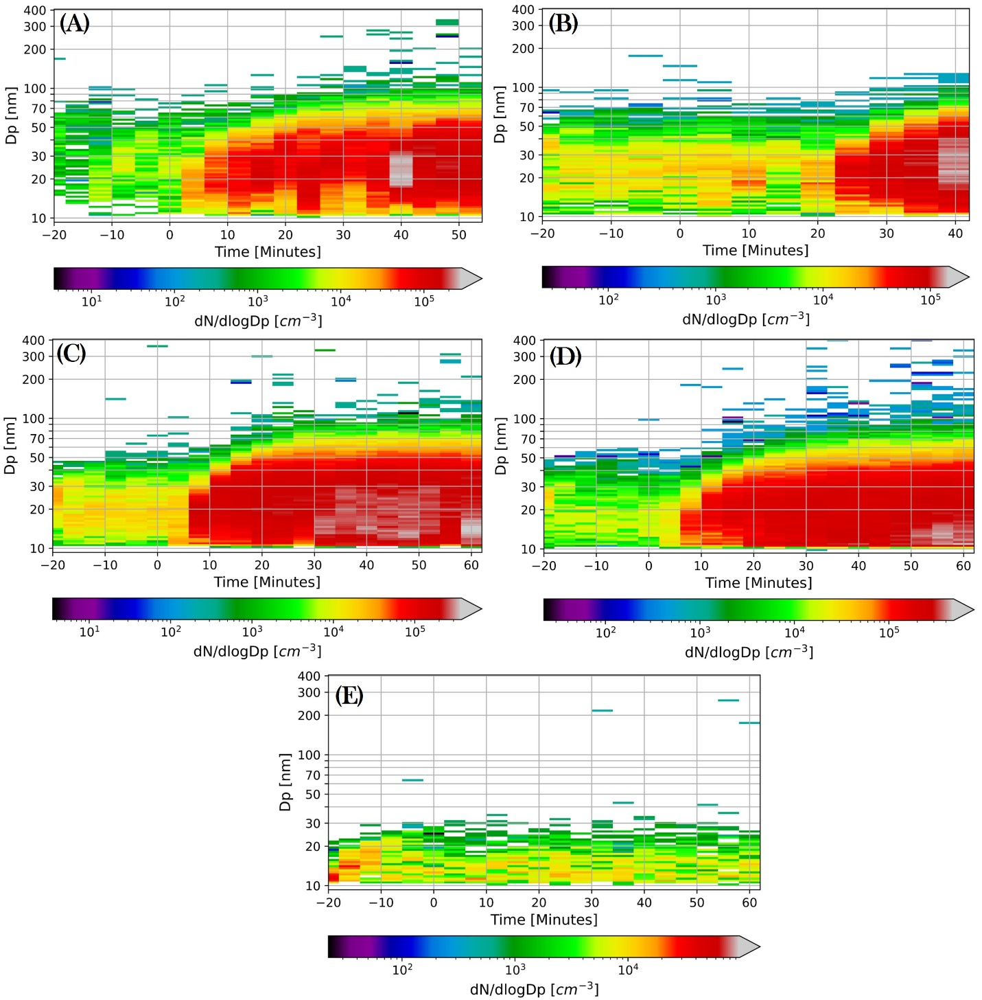 (A)
400
300
200
100
70
50
30
20
10
Dp [nm]
−20 −10 0 10 20 30 40 50
Time [Minutes]
10¹ 10² 10³ 10⁴ 10⁵
dN/dlogDp [cm⁻³]
(B)
400
300
200
100
70
50
30
20
10
Dp [nm]
−20 −10 0 10 20 30 40
Time [Minutes]
10² 10³ 10⁴ 10⁵
dN/dlogDp [cm⁻³]
(C)
400
300
200
100
70
50
30
20
10
Dp [nm]
−20 −10 0 10 20 30 40 50 60
Time [Minutes]
10¹ 10² 10³ 10⁴ 10⁵
dN/dlogDp [cm⁻³]
(D)
400
300
200
100
70
50
30
20
10
Dp [nm]
−20 −10 0 10 20 30 40 50 60
Time [Minutes]
10² 10³ 10⁴ 10⁵
dN/dlogDp [cm⁻³]
(E)
400
300
200
100
70
50
30
20
10
Dp [nm]
−20 −10 0 10 20 30 40 50 60
Time [Minutes]
10² 10³ 10⁴
dN/dlogDp [cm⁻³]